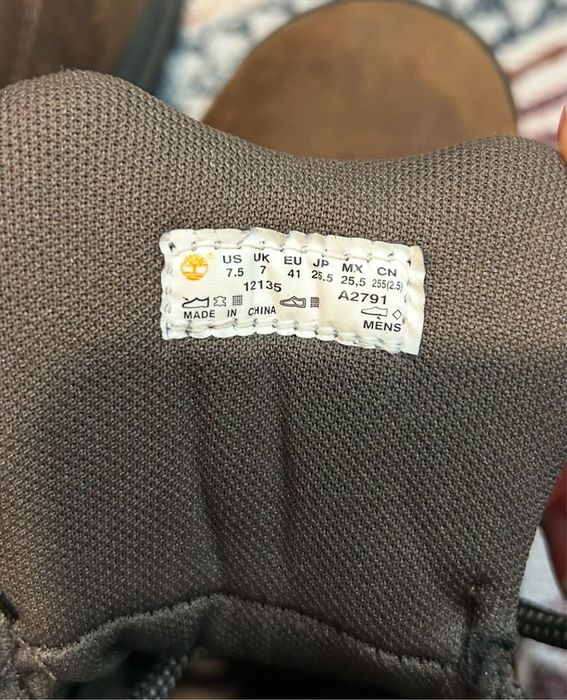 US UK EU JP MX CN
7.5 7 41 25.5 25,5 255(2.5)
12135 A2791
MADE IN CHINA MENS